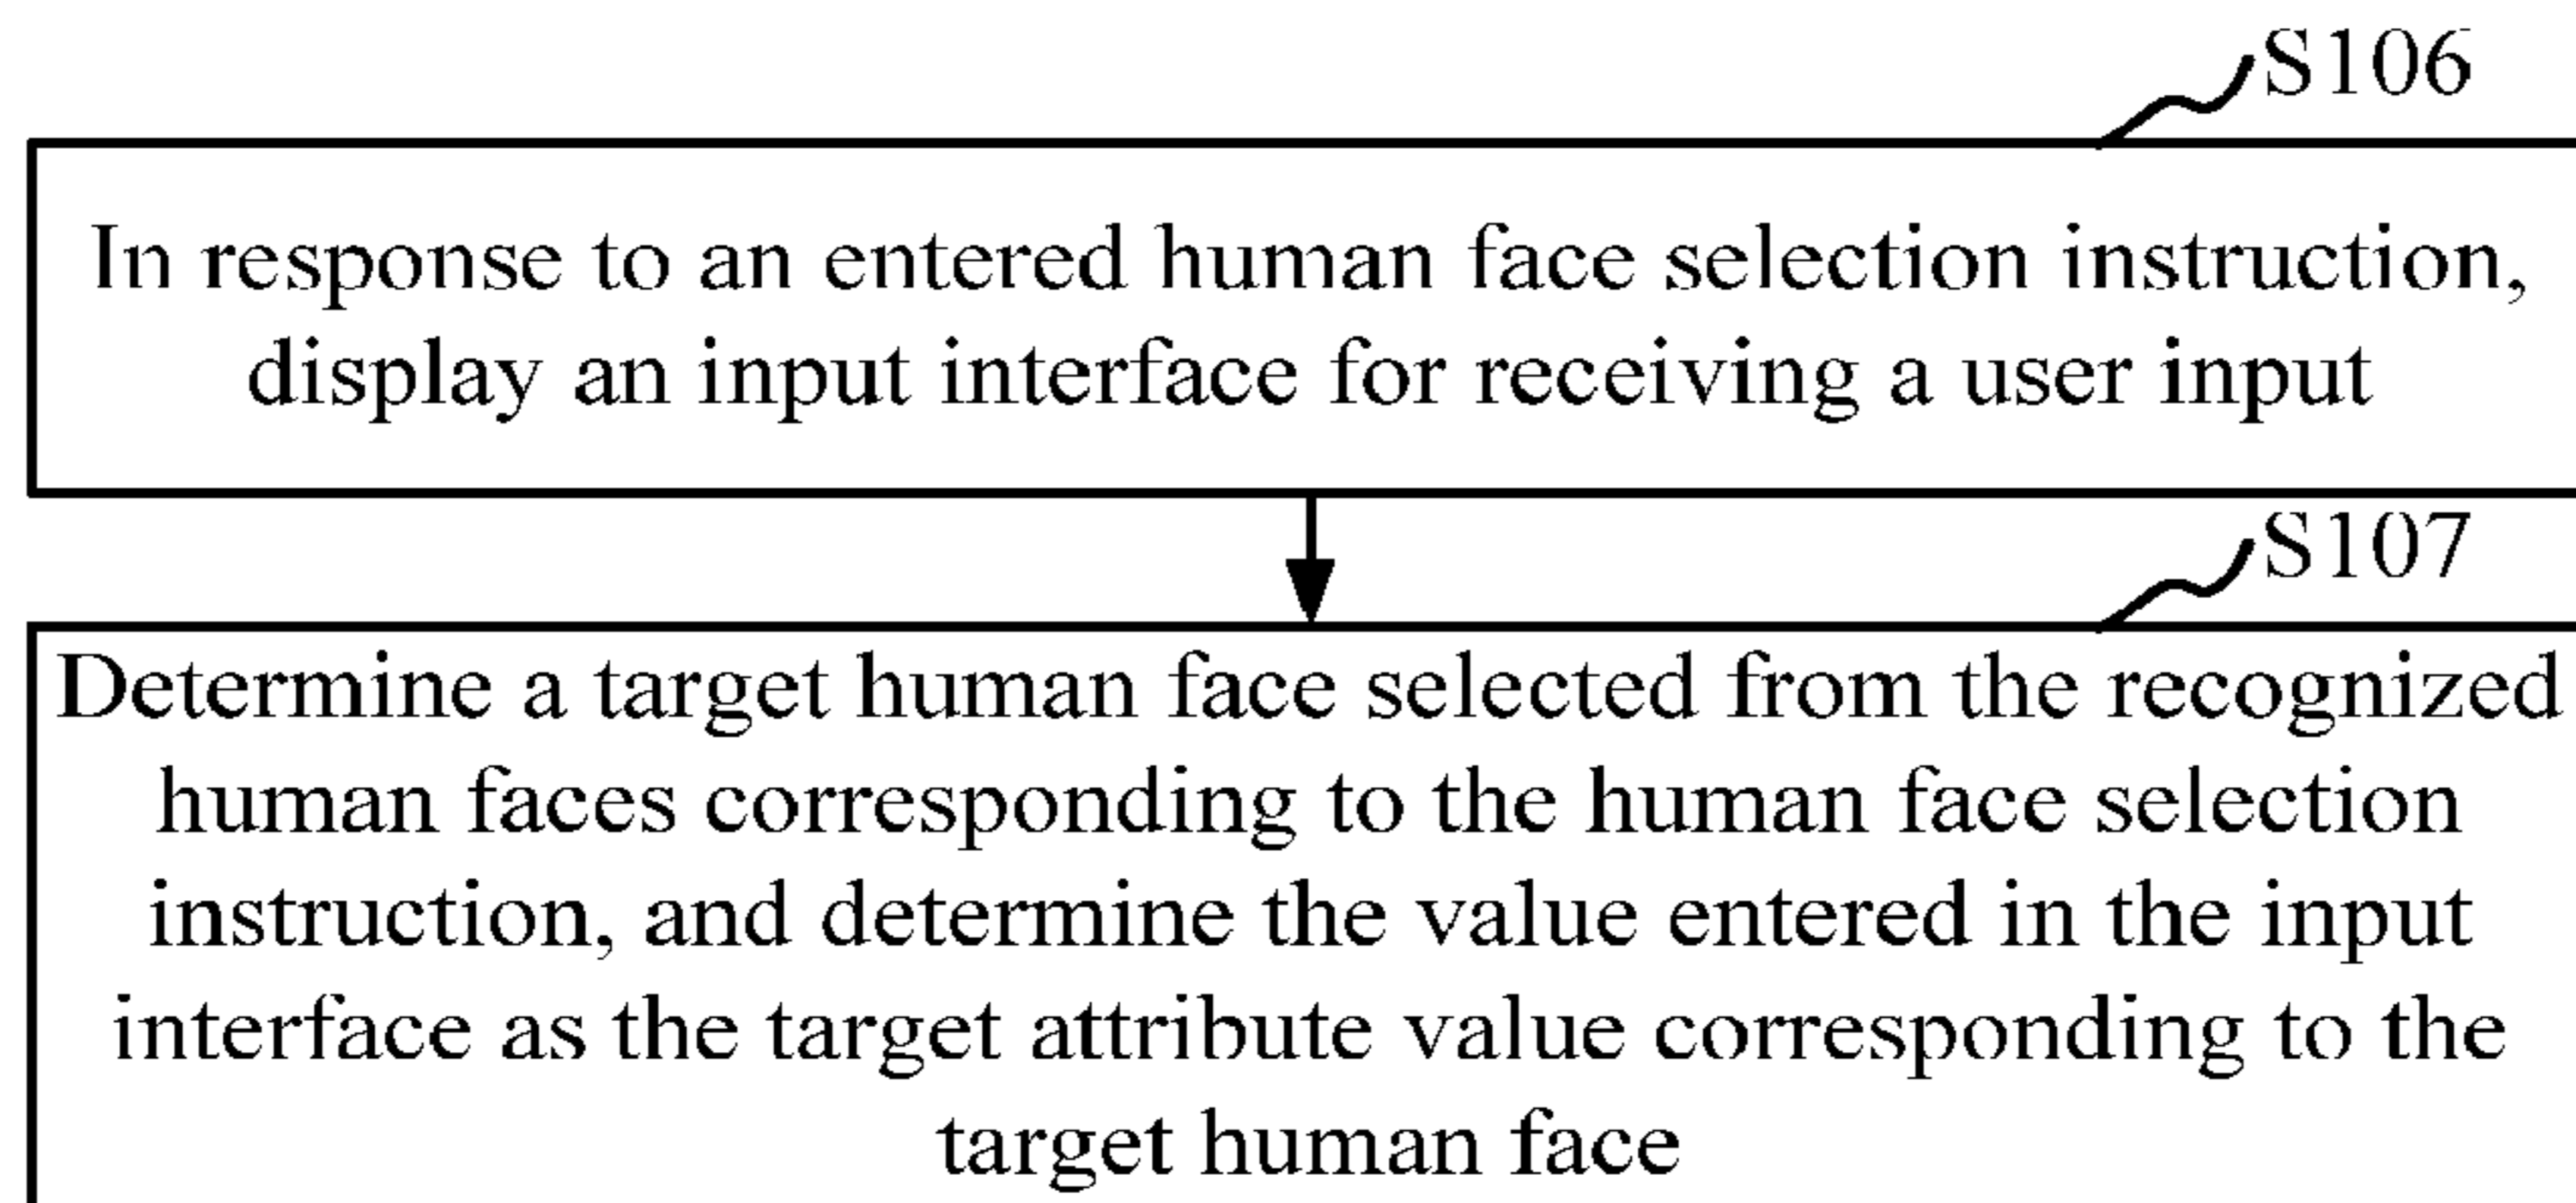 S106
In response to an entered human face selection instruction,
display an input interface for receiving a user input
S107
Determine a target human face selected from the recognized
human faces corresponding to the human face selection
instruction, and determine the value entered in the input
interface as the target attribute value corresponding to the
target human face